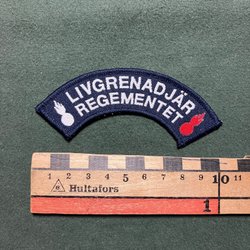 LIVGRENADJÄR
REGEMENTET
1 2 3 4 5 6 7 8 9 10 11
Hultafors 1